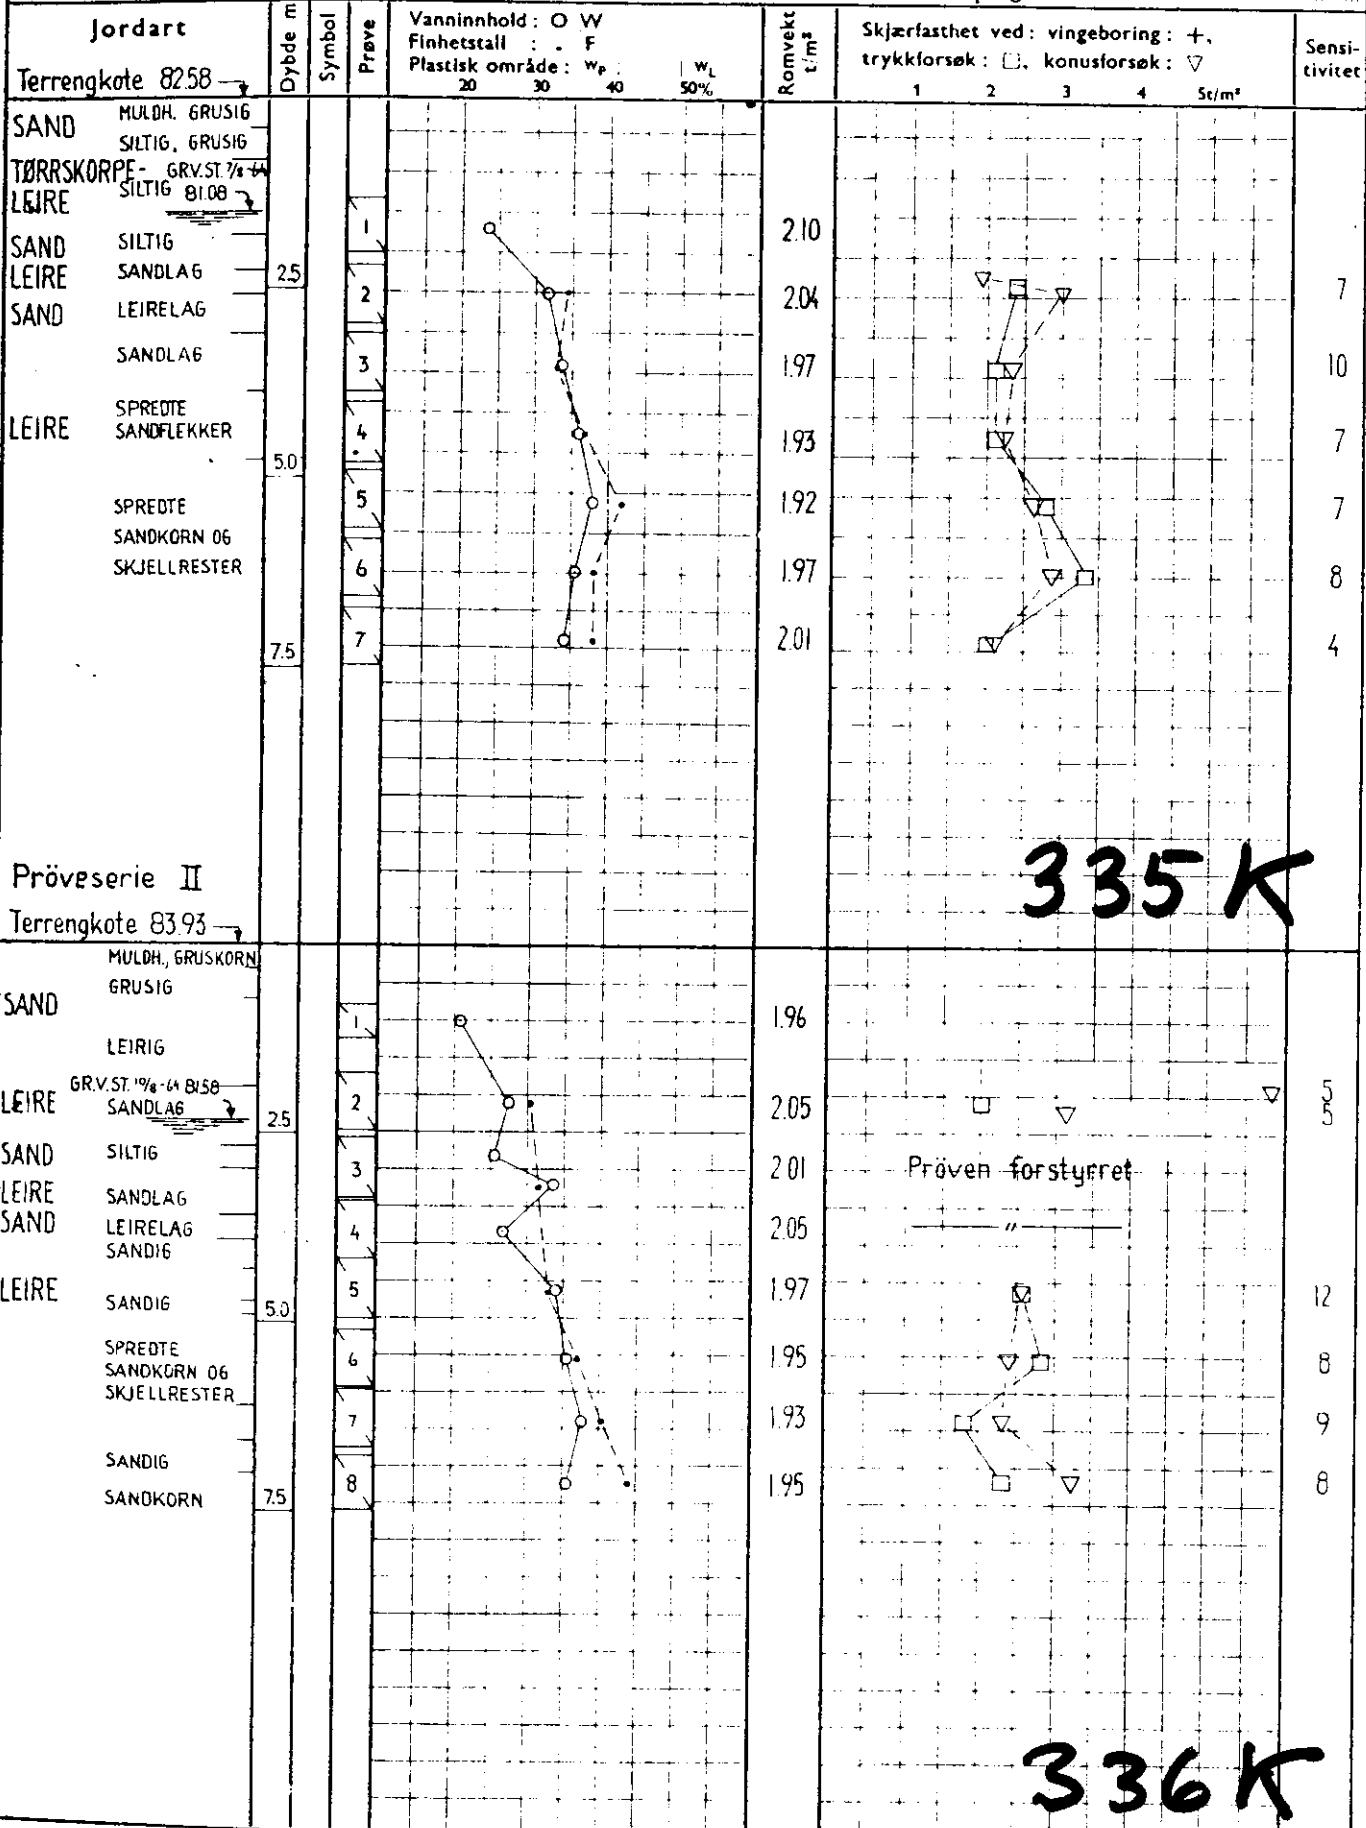 Jordart
Terrengkote 82.58
Dybde m
Symbol
Prøve
Vanninnhold : O W
Finhetstall : . F
Plastisk område : wP wL
20 30 40 50%
Romvekt t/m³
Skjærfasthet ved : vingeboring : +,
trykkforsøk : □, konusforsøk : ▽
1 2 3 4 5t/m²
Sensi-
tivitet
MULDH. GRUSIG
SAND
SILTIG, GRUSIG
TØRRSKORPE- GRV.ST. 7/8-64
LEIRE SILTIG 81.08
1 2.10
SAND SILTIG
LEIRE SANDLAG 2.5
2 2.04 7
SAND LEIRELAG
SANDLAG 3 1.97 10
SPREDTE
LEIRE SANDFLEKKER 4 1.93 7
5.0
SPREDTE 5 1.92 7
SANDKORN OG
SKJELLRESTER 6 1.97 8
7 2.01 4
7.5
335 K
Pröveserie II
Terrengkote 83.93
MULDH., GRUSKORN
GRUSIG
SAND
1 1.96
LEIRIG
GR.V.ST. 19/8-64 81.58
LEIRE SANDLAG 2 2.05 5
5
2.5
SAND SILTIG
3 2.01 Pröven forstyrret
LEIRE SANDLAG
SAND LEIRELAG 4 2.05 — " —
SANDIG
LEIRE 5 1.97 12
SANDIG 5.0
SPREDTE 6 1.95 8
SANDKORN OG
SKJELLRESTER
7 1.93 9
SANDIG
8 1.95 8
SANDKORN 7.5
336 K